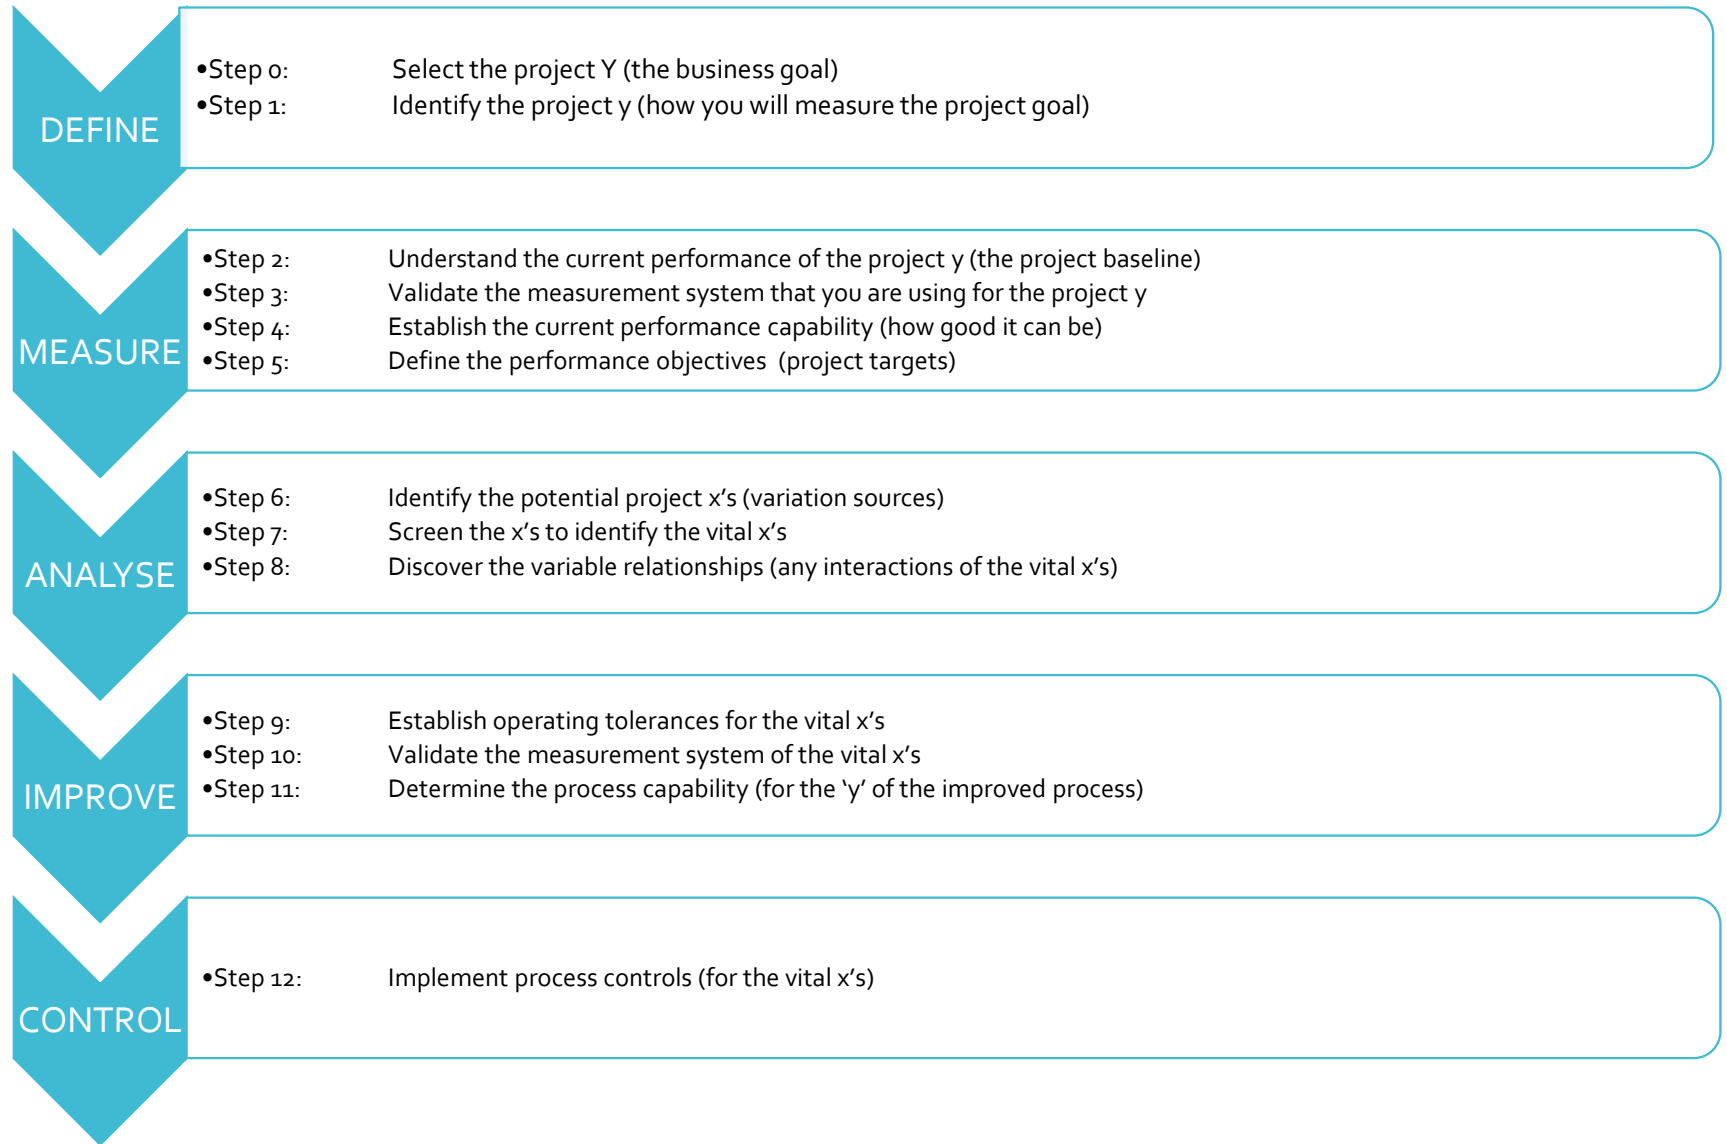 DEFINE
•Step 0: Select the project Y (the business goal)
•Step 1: Identify the project y (how you will measure the project goal)
MEASURE
•Step 2: Understand the current performance of the project y (the project baseline)
•Step 3: Validate the measurement system that you are using for the project y
•Step 4: Establish the current performance capability (how good it can be)
•Step 5: Define the performance objectives  (project targets)
ANALYSE
•Step 6: Identify the potential project x’s (variation sources)
•Step 7: Screen the x’s to identify the vital x’s
•Step 8: Discover the variable relationships (any interactions of the vital x’s)
IMPROVE
•Step 9: Establish operating tolerances for the vital x’s
•Step 10: Validate the measurement system of the vital x’s
•Step 11: Determine the process capability (for the ‘y’ of the improved process)
CONTROL
•Step 12: Implement process controls (for the vital x’s)